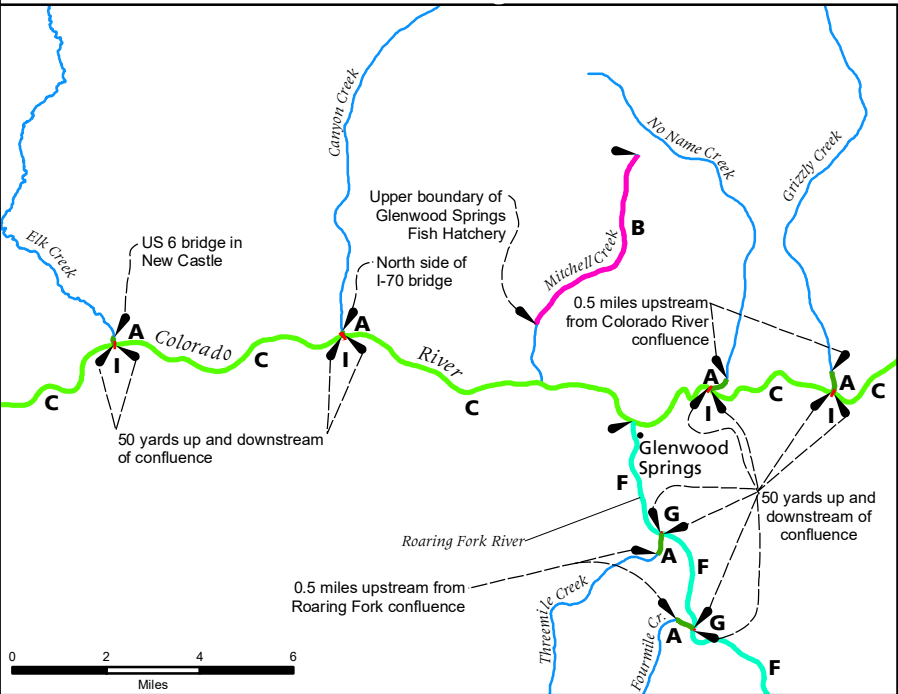 Canyon Creek
No Name Creek
Grizzly Creek
Upper boundary of
Glenwood Springs
Fish Hatchery
B
Mitchell Creek
Elk Creek
US 6 bridge in
New Castle
North side of
I-70 bridge
0.5 miles upstream
from Colorado River
confluence
A
Colorado
C
I
A
River
I
C
C
A
I
C
A
I
C
50 yards up and downstream
of confluence
Glenwood
Springs
F
50 yards up and
downstream of
confluence
G
Roaring Fork River
A
F
0.5 miles upstream from
Roaring Fork confluence
Threemile Creek
Fourmile Cr.
A
G
F
0 2 4 6
Miles